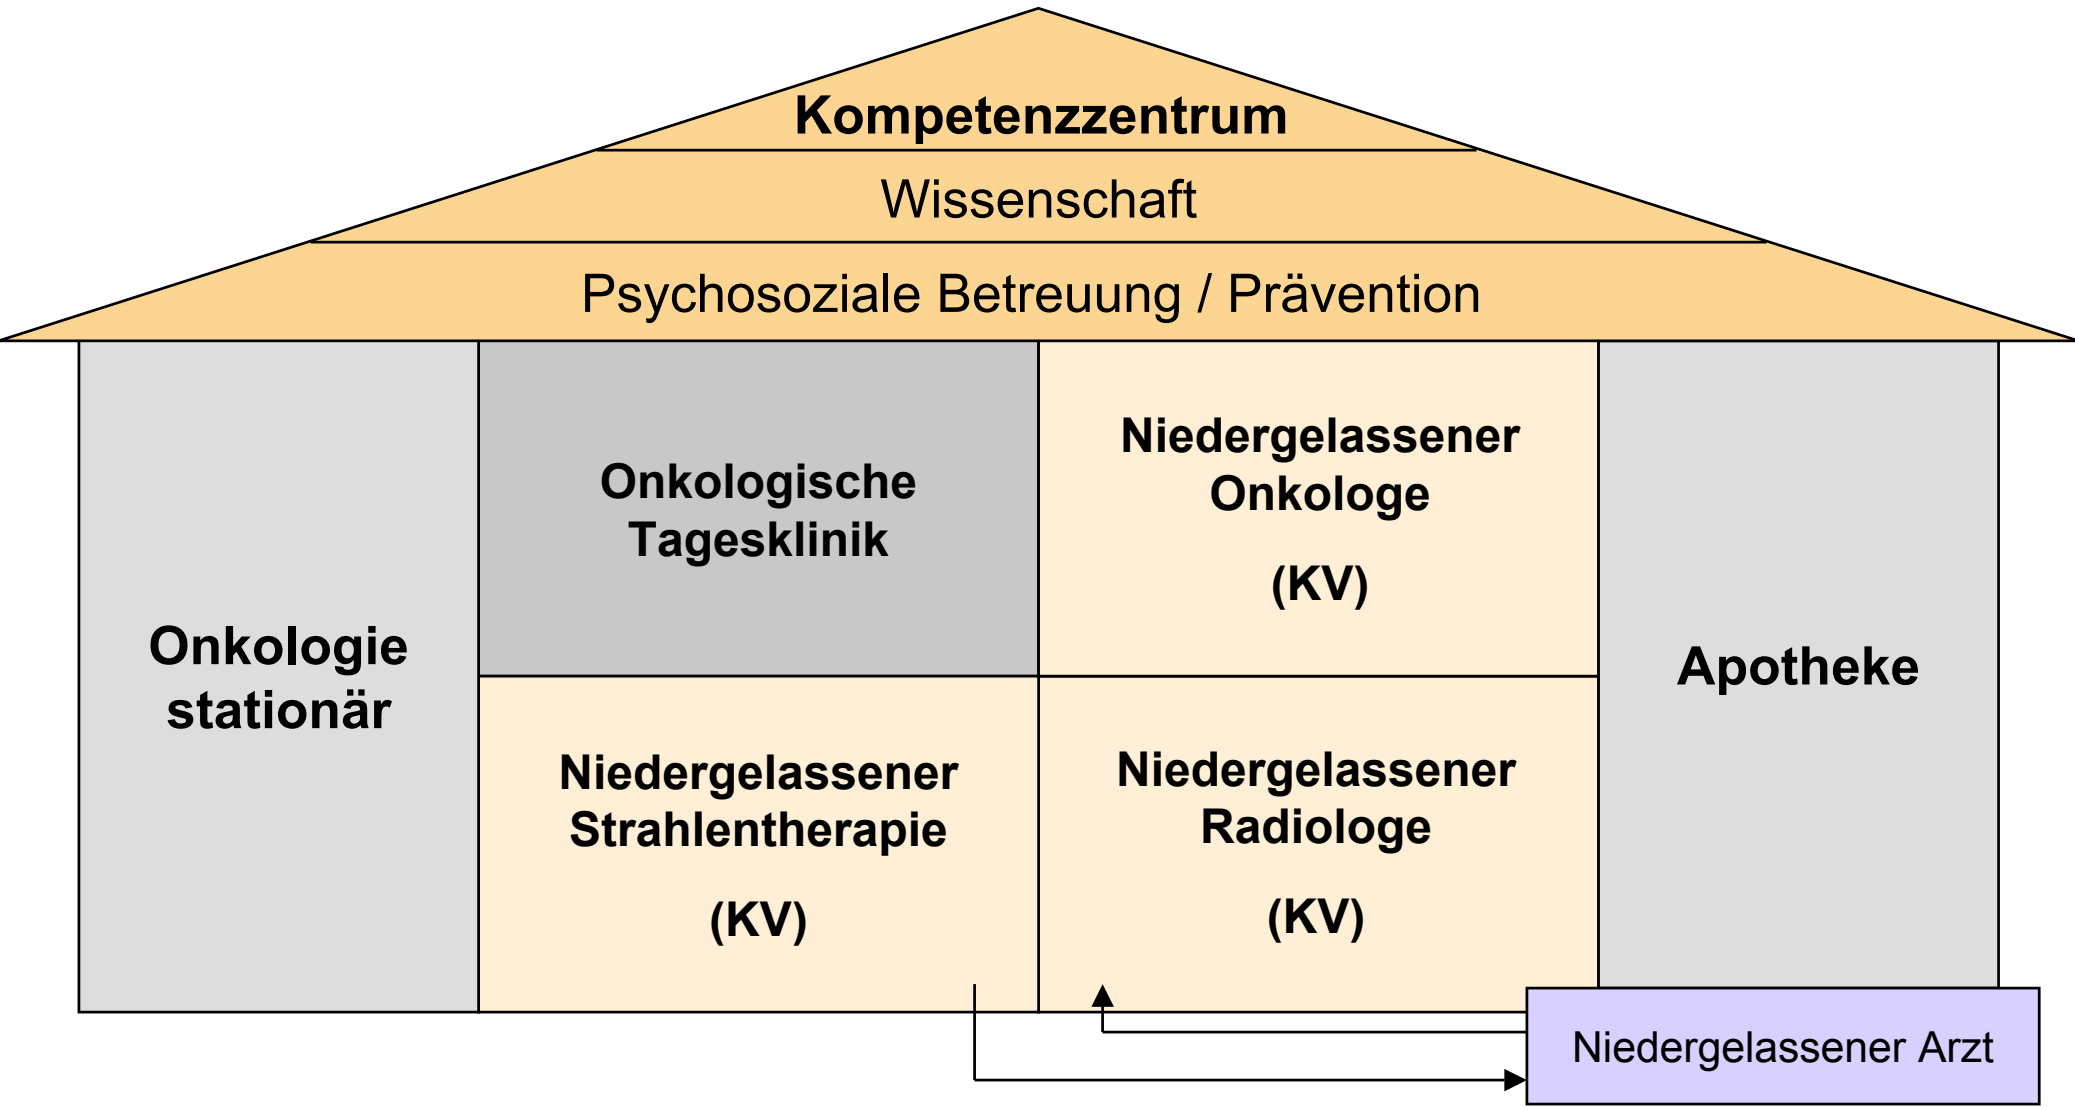 Kompetenzzentrum
Wissenschaft
Psychosoziale Betreuung / Prävention
Onkologie
stationär
Onkologische
Tagesklinik
Niedergelassener
Onkologe
(KV)
Niedergelassener
Strahlentherapie
(KV)
Niedergelassener
Radiologe
(KV)
Apotheke
Niedergelassener Arzt